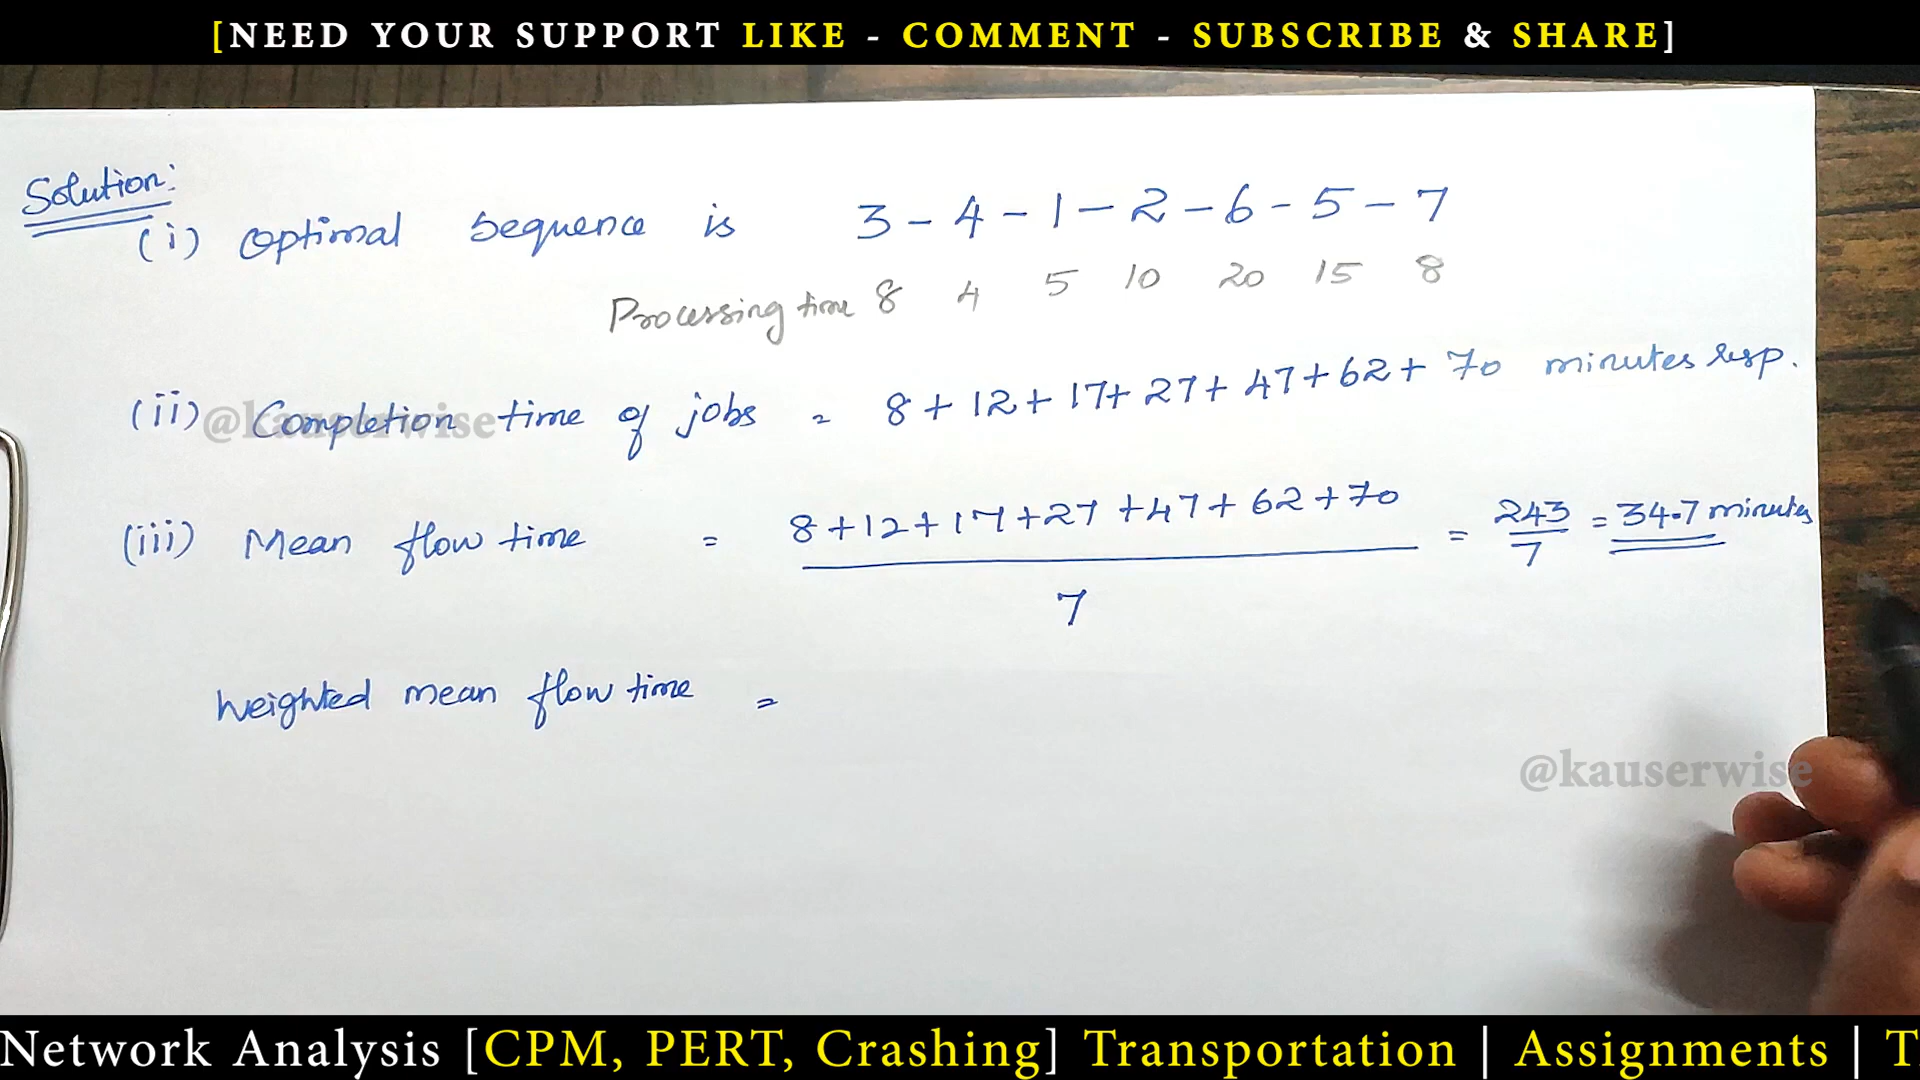 [NEED YOUR SUPPORT LIKE - COMMENT - SUBSCRIBE & SHARE]
Solution:
(i) Optimal Sequence is 3 - 4 - 1 - 2 - 6 - 5 - 7
Processing time 8 4 5 10 20 15 8
(ii) Completion time of jobs = 8 + 12 + 17 + 27 + 47 + 62 + 70 minutes resp.
@kauserwise
(iii) Mean flow time = 8 + 12 + 17 + 27 + 47 + 62 + 70 / 7 = 243 / 7 = 34.7 minutes
Weighted mean flow time =
@kauserwise
Network Analysis [CPM, PERT, Crashing] Transportation | Assignments | T